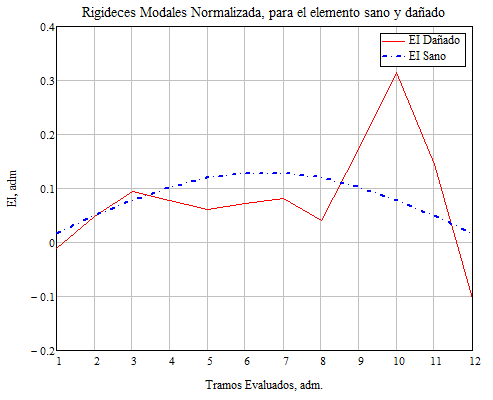 Rigideces Modales Normalizada, para el elemento sano y dañado
EI Dañado
EI Sano
0.4
0.3
0.2
0.1
0
− 0.1
− 0.2
EI, adm
1 2 3 4 5 6 7 8 9 10 11 12
Tramos Evaluados, adm.